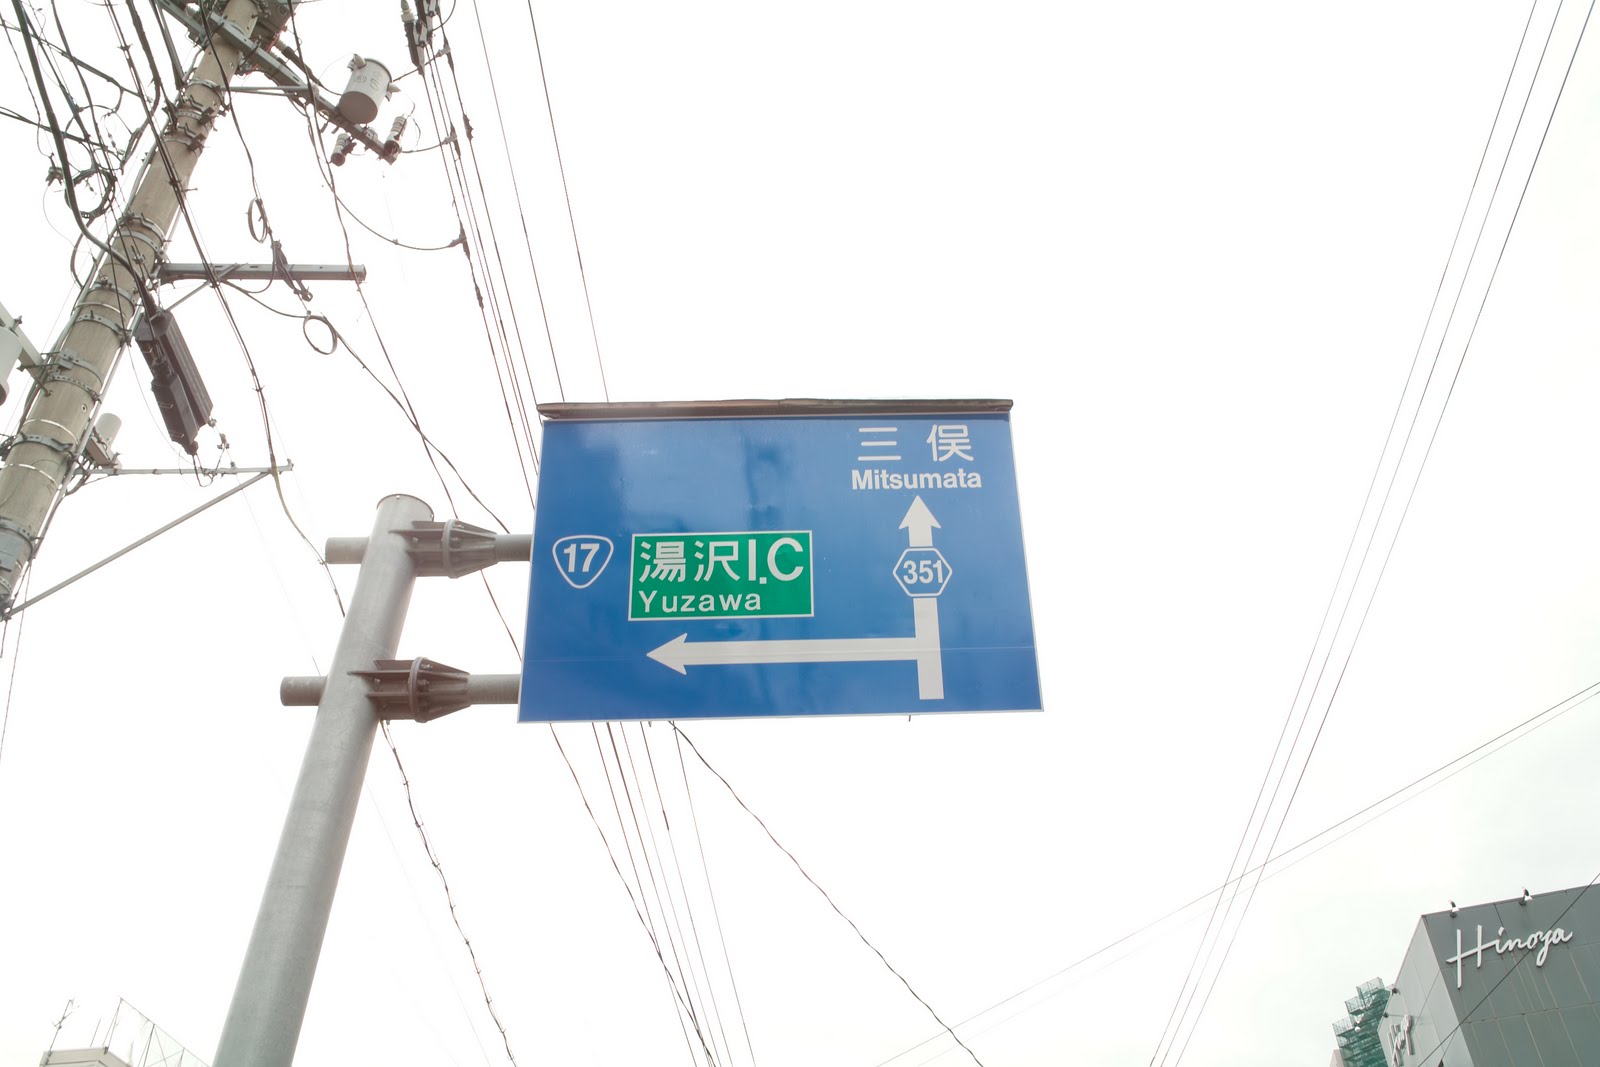 三俣
Mitsumata
17
湯沢I.C
Yuzawa
351
Hinoya